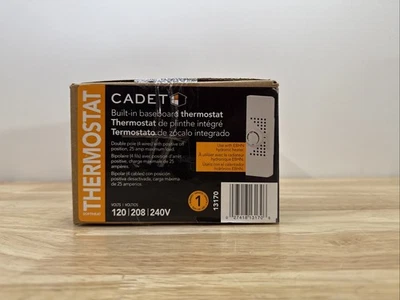 THERMOSTAT
CADET
Built-in baseboard thermostat
Thermostat de plinthe intégré
Termostato de zócalo integrado
Double pole (4 wires) with positive off
position, 25 amp maximum load
Bipolaire (4 fils) avec position d'arrêt
positive, charge maximale de 25
ampères
Bipolar (4 cables) con posición
positiva desactivada, carga máxima
de 25 amperios
120 | 208 | 240V
1
13170